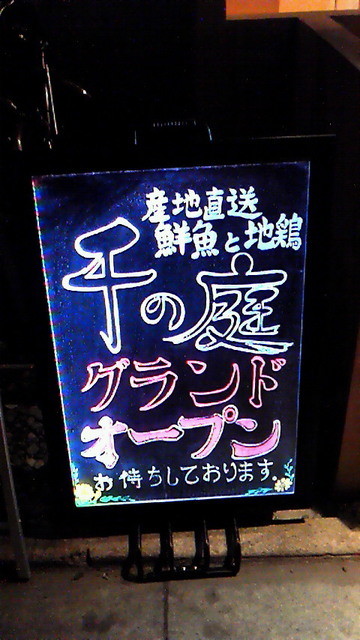 産地直送
鮮魚と地鶏
千の庭
グランド
オープン
お待ちしております。